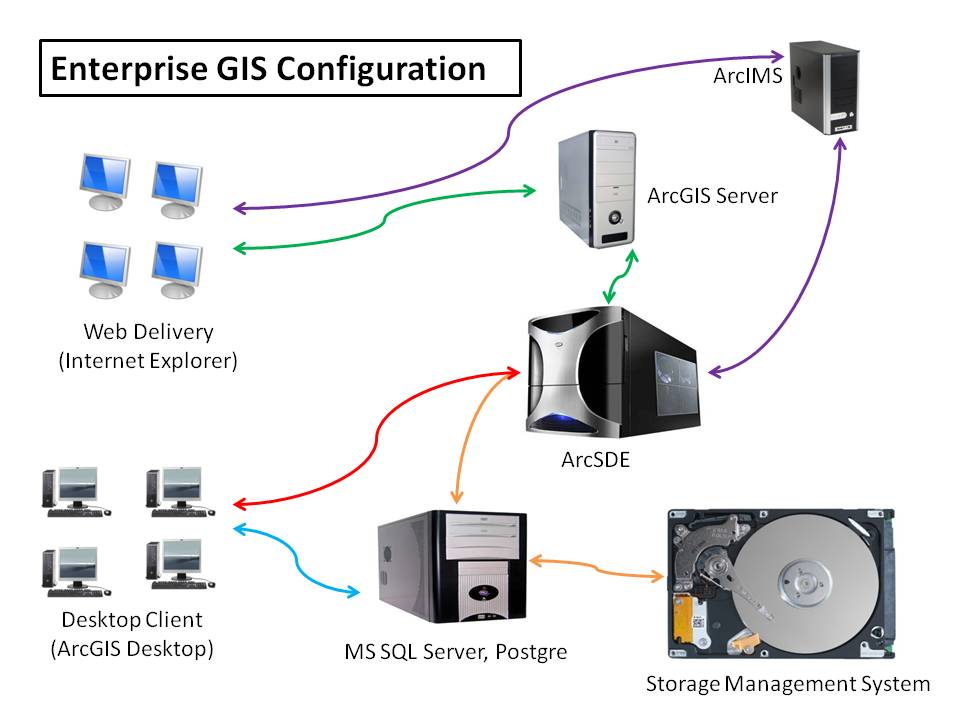 Enterprise GIS Configuration
ArcIMS
ArcGIS Server
Web Delivery
(Internet Explorer)
ArcSDE
Desktop Client
(ArcGIS Desktop)
MS SQL Server, Postgre
Storage Management System